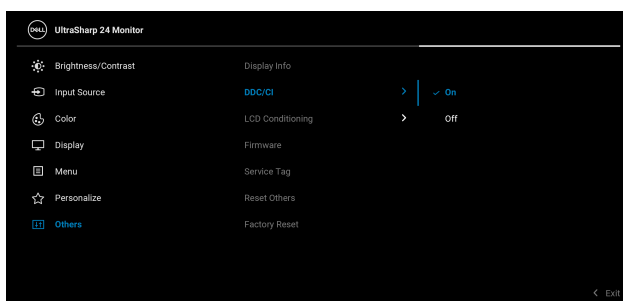 DELL UltraSharp 24 Monitor
Brightness/Contrast Display Info
Input Source DDC/CI On
Color LCD Conditioning Off
Display Firmware
Menu Service Tag
Personalize Reset Others
Others Factory Reset
Exit